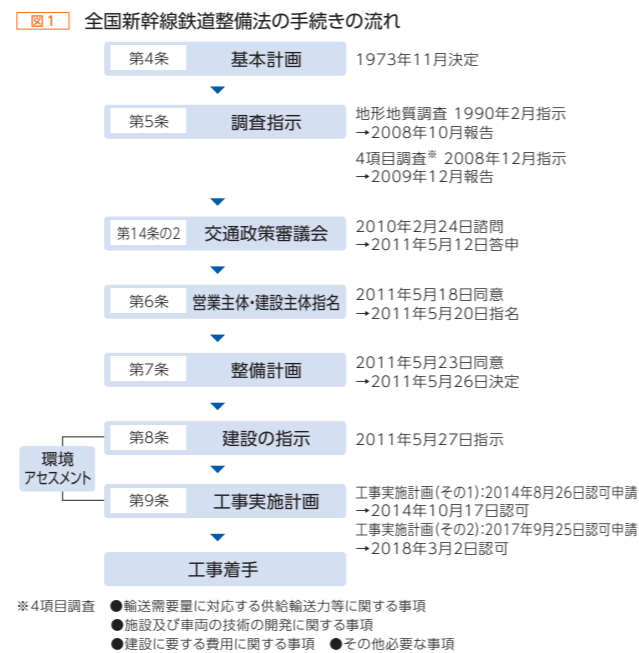 図1 全国新幹線鉄道整備法の手続きの流れ
第4条 基本計画 1973年11月決定
第5条 調査指示 地形地質調査 1990年2月指示
→2008年10月報告
4項目調査※ 2008年12月指示
→2009年12月報告
第14条の2 交通政策審議会 2010年2月24日諮問
→2011年5月12日答申
第6条 営業主体・建設主体指名 2011年5月18日同意
→2011年5月20日指名
第7条 整備計画 2011年5月23日同意
→2011年5月26日決定
環境
アセスメント
第8条 建設の指示 2011年5月27日指示
第9条 工事実施計画 工事実施計画(その1):2014年8月26日認可申請
→2014年10月17日認可
工事実施計画(その2):2017年9月25日認可申請
→2018年3月2日認可
工事着手
※4項目調査 ●輸送需要量に対応する供給輸送力等に関する事項
●施設及び車両の技術の開発に関する事項
●建設に要する費用に関する事項 ●その他必要な事項